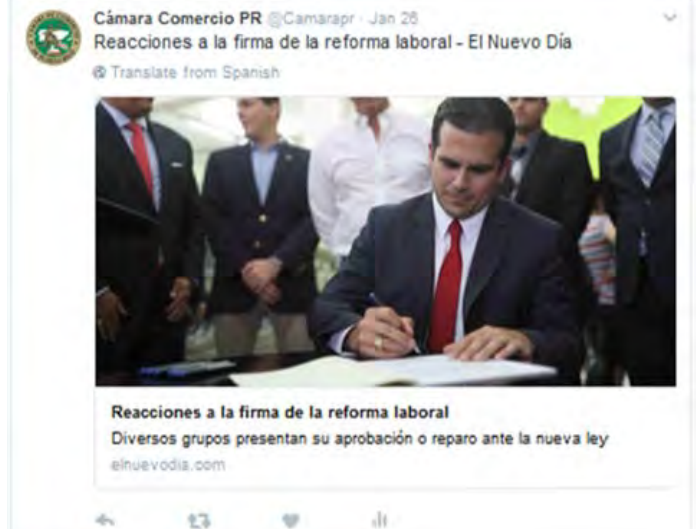 Cámara Comercio PR @Camarapr · Jan 26
Reacciones a la firma de la reforma laboral - El Nuevo Día
Translate from Spanish
Reacciones a la firma de la reforma laboral
Diversos grupos presentan su aprobación o reparo ante la nueva ley
elnuevodia.com